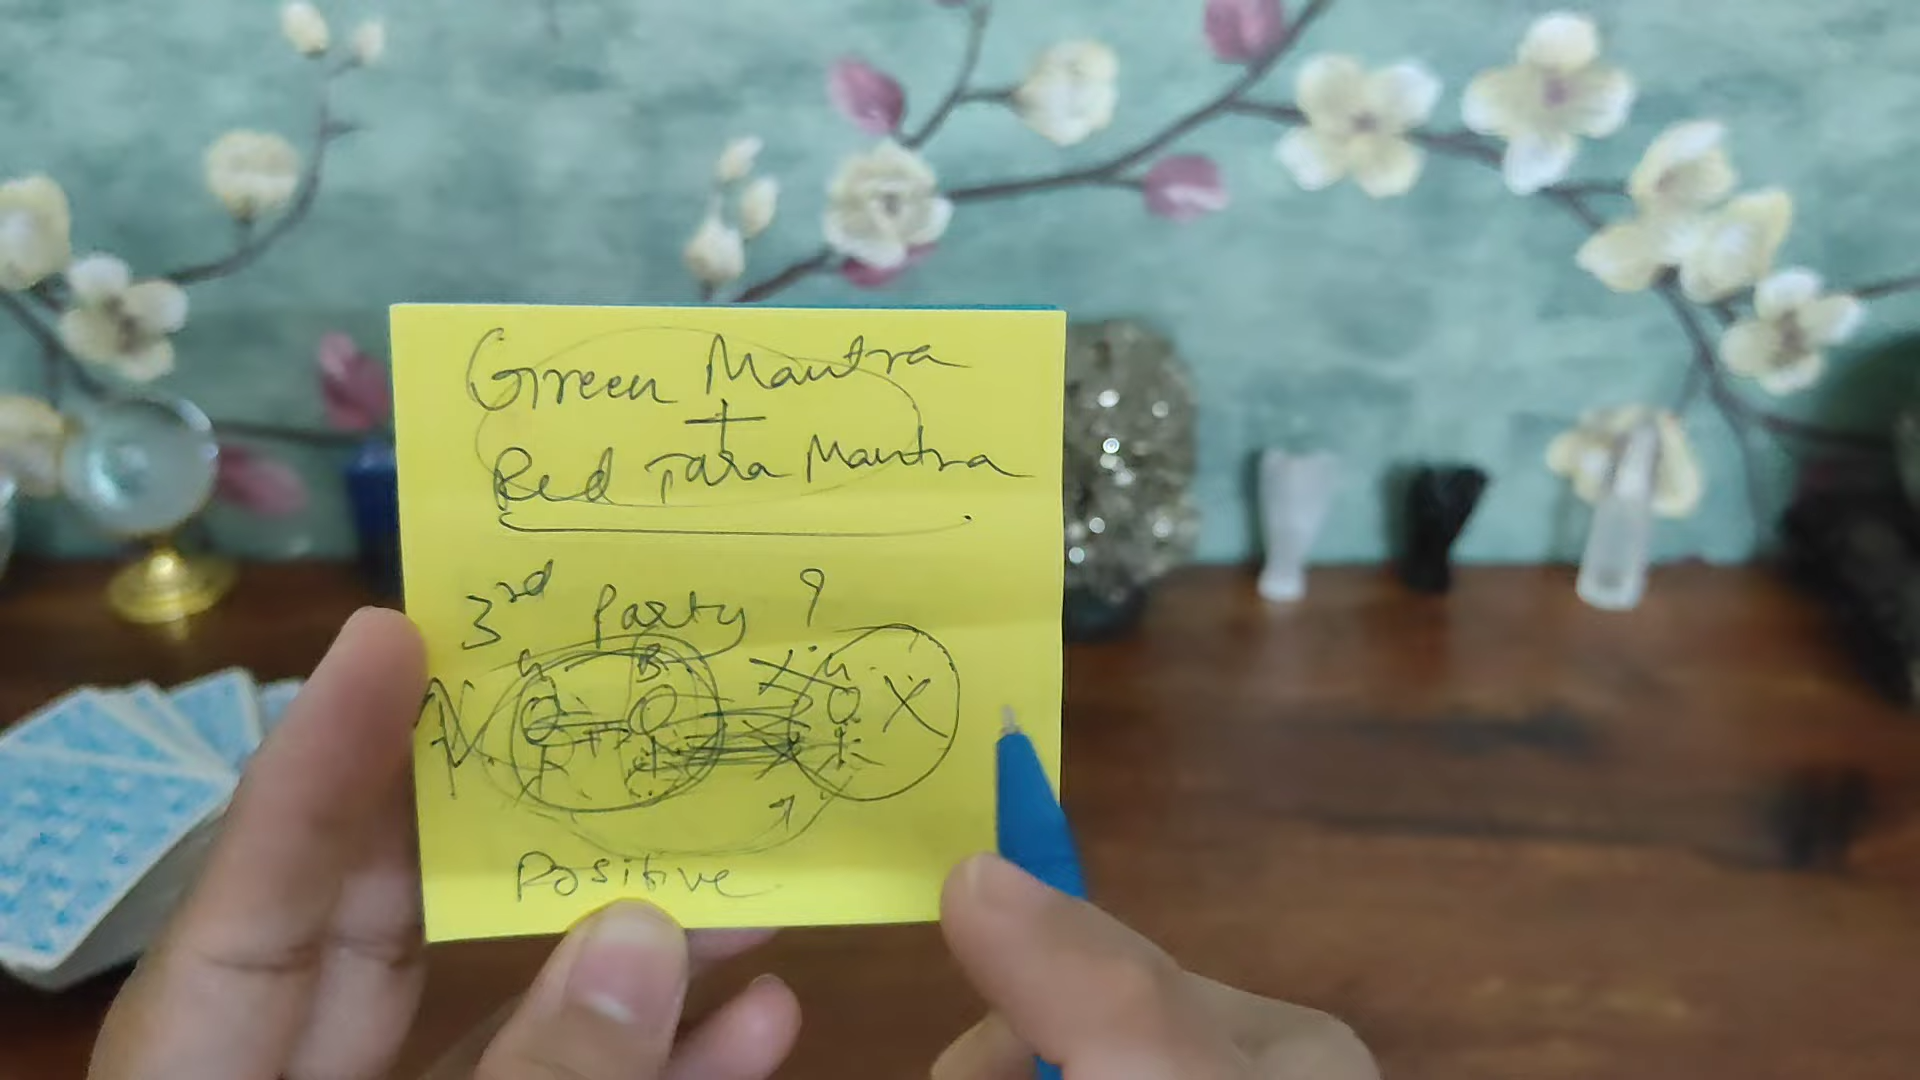 Green Mantra
+
Red Tara Mantra
3rd Party ?
G B G
X X
Positive